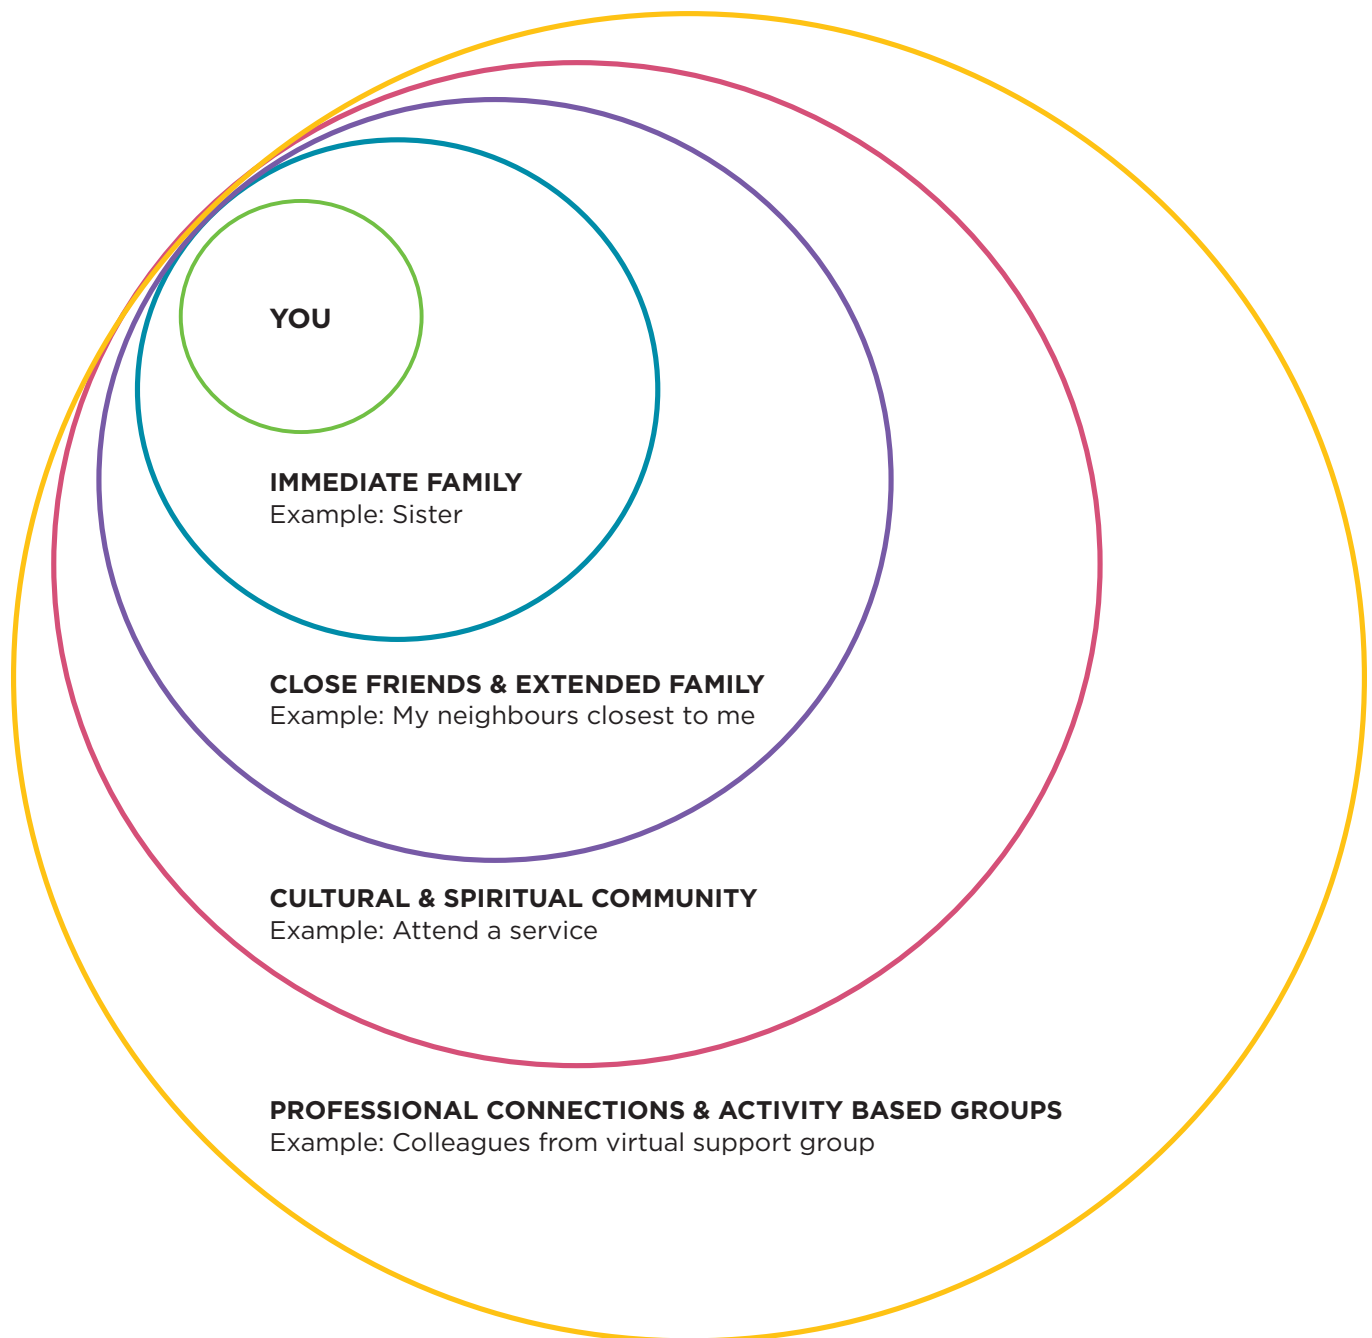 YOU
IMMEDIATE FAMILY
Example: Sister
CLOSE FRIENDS & EXTENDED FAMILY
Example: My neighbours closest to me
CULTURAL & SPIRITUAL COMMUNITY
Example: Attend a service
PROFESSIONAL CONNECTIONS & ACTIVITY BASED GROUPS
Example: Colleagues from virtual support group